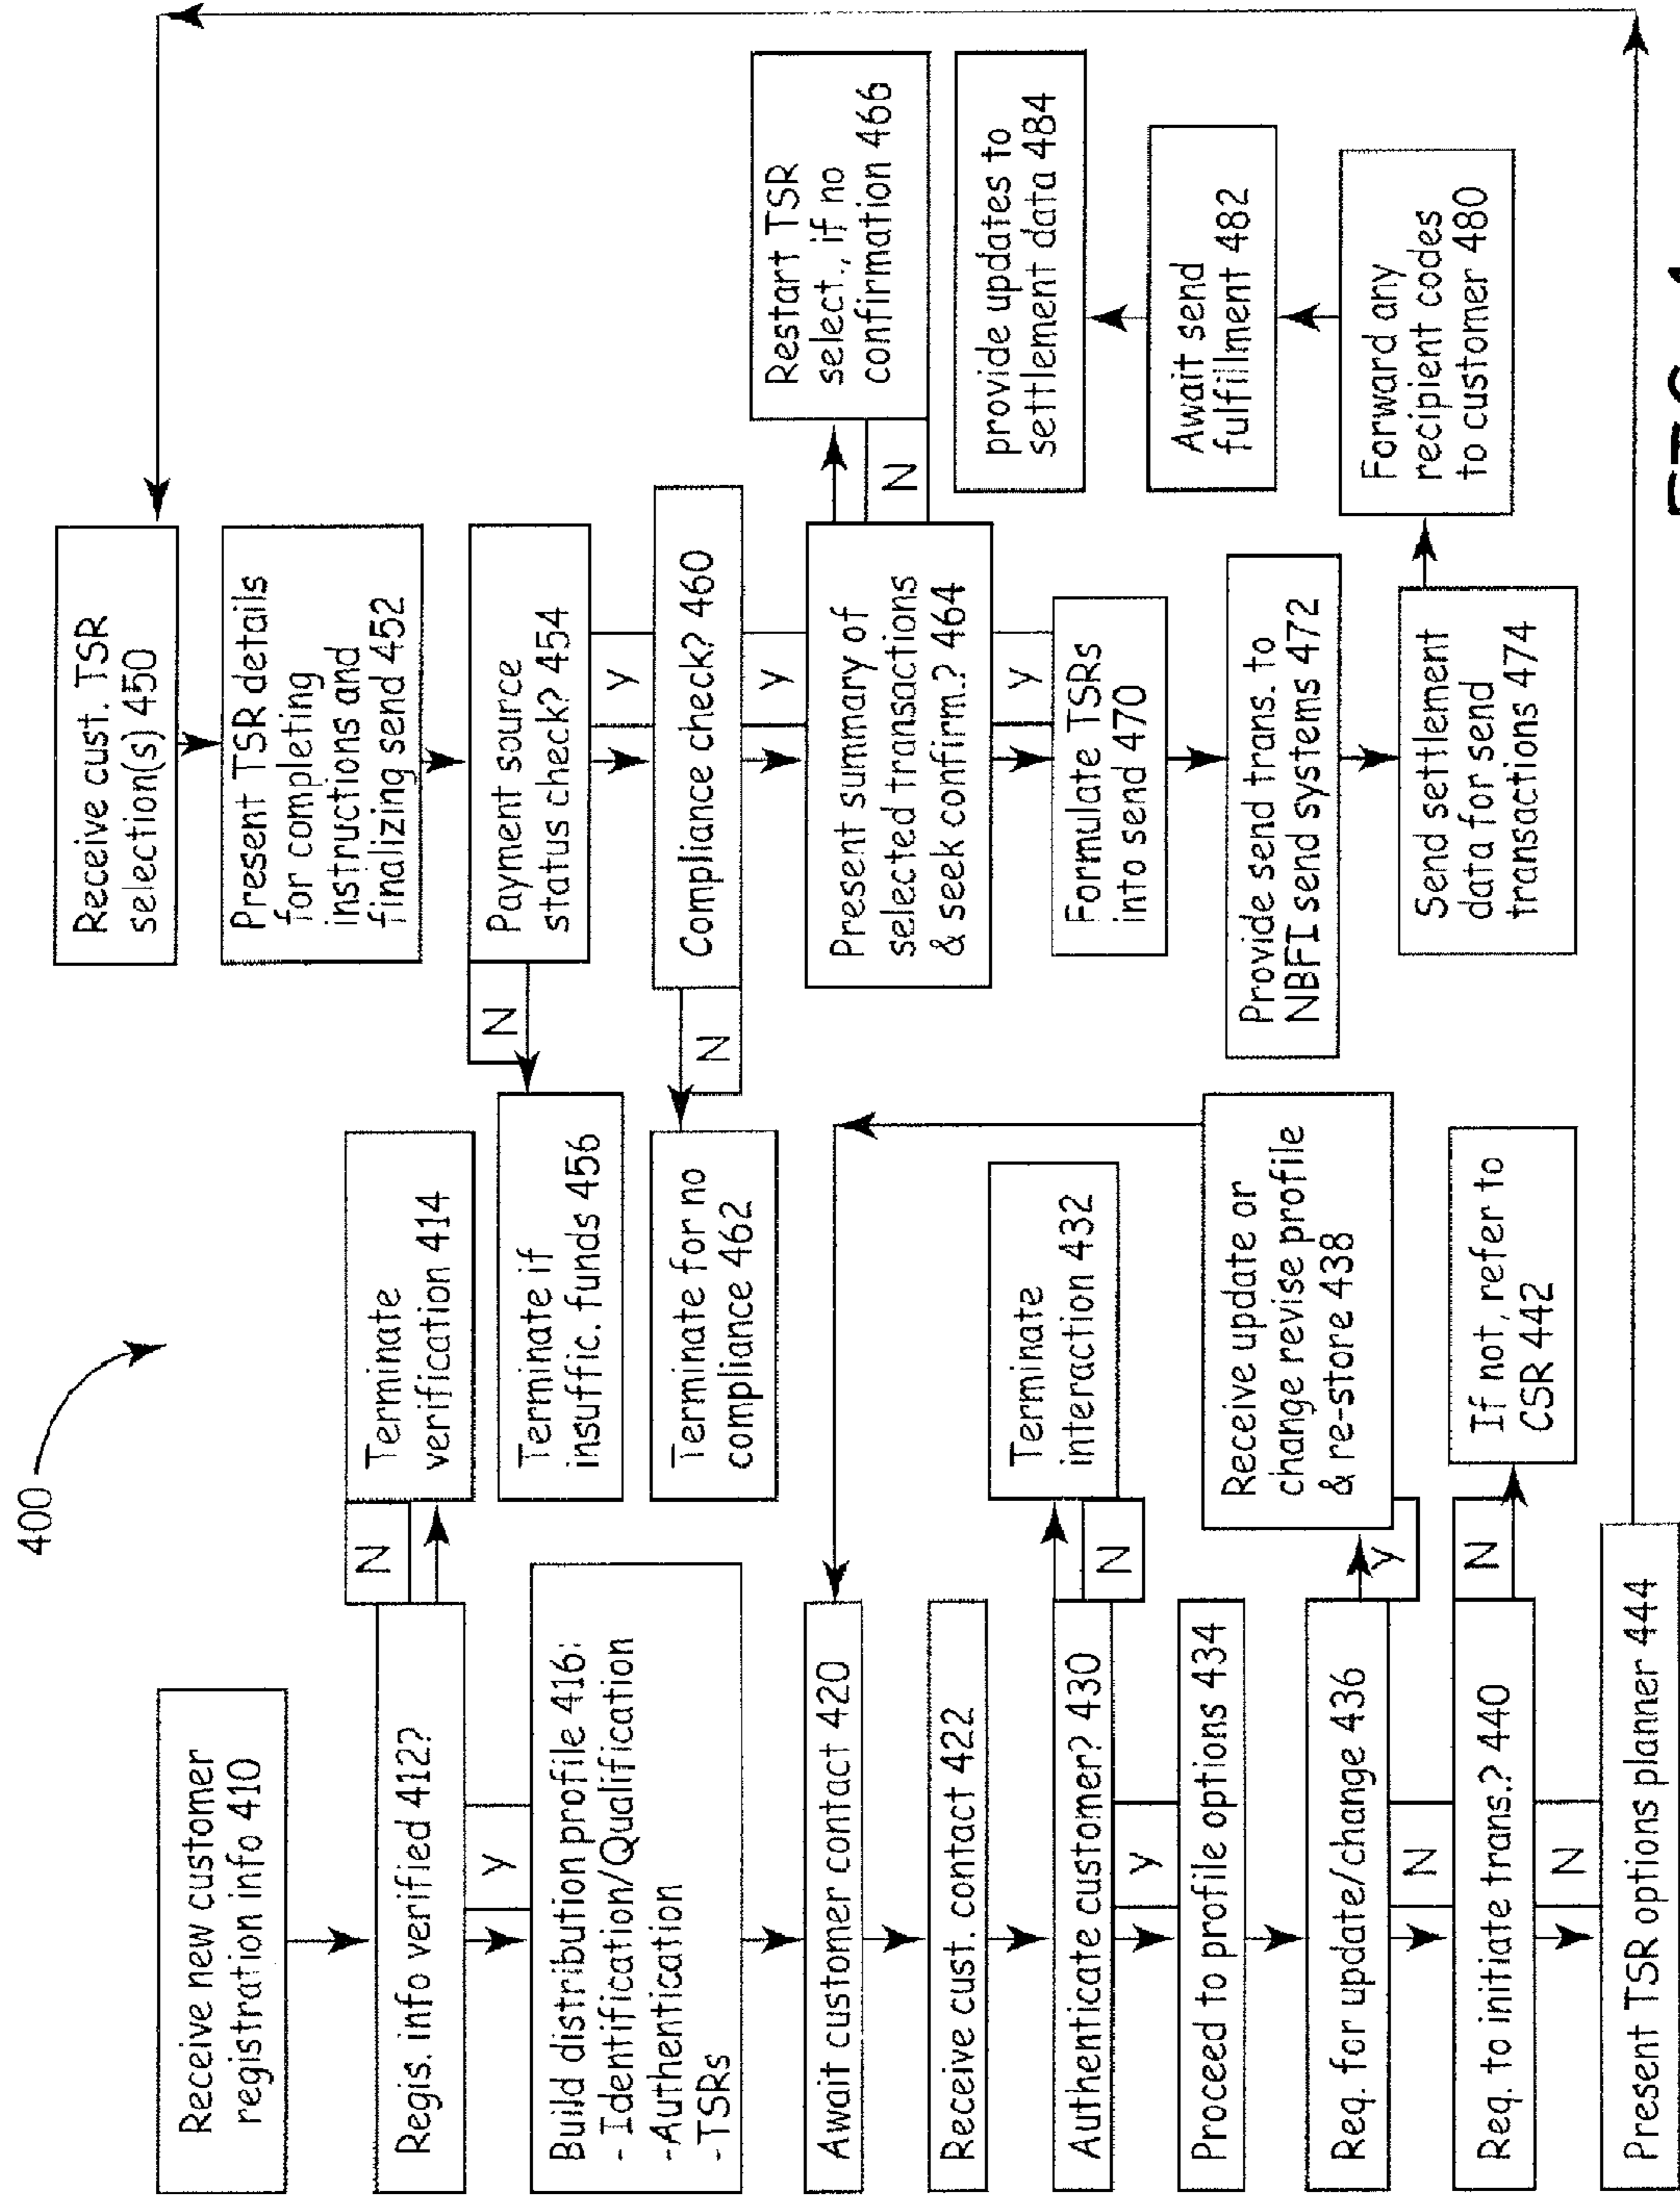 400
Receive new customer
registration info 410
Regis. info verified 412?
N
Terminate
verification 414
Y
Build distribution profile 416:
- Identification/Qualification
-Authentication
-TSRs
Await customer contact 420
Receive cust. contact 422
Authenticate customer? 430
N
Terminate
interaction 432
Y
Proceed to profile options 434
Req. for update/change 436
Y
Receive update or
change revise profile
& re-store 438
N
Req. to initiate trans.? 440
N
If not, refer to
CSR 442
N
Present TSR options planner 444
Receive cust. TSR
selection(s) 450
Present TSR details
for completing
instructions and
finalizing send 452
Payment source
status check? 454
N
Terminate if
insuffic. funds 456
Y
Compliance check? 460
N
Terminate for no
compliance 462
Y
Present summary of
selected transactions
& seek confirm.? 464
N
Restart TSR
select., if no
confirmation 466
Y
Formulate TSRs
into send 470
Provide send trans. to
NBFI send systems 472
Send settlement
data for send
transactions 474
Forward any
recipient codes
to customer 480
Await send
fulfillment 482
provide updates to
settlement data 484